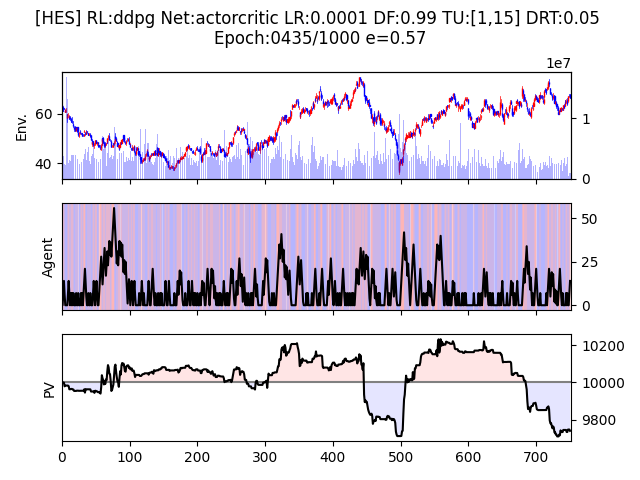 [HES] RL:ddpg Net:actorcritic LR:0.0001 DF:0.99 TU:[1,15] DRT:0.05
Epoch:0435/1000 e=0.57
1e7
Env.
60
40
1
0
Agent
50
25
0
PV
10200
10000
9800
0 100 200 300 400 500 600 700